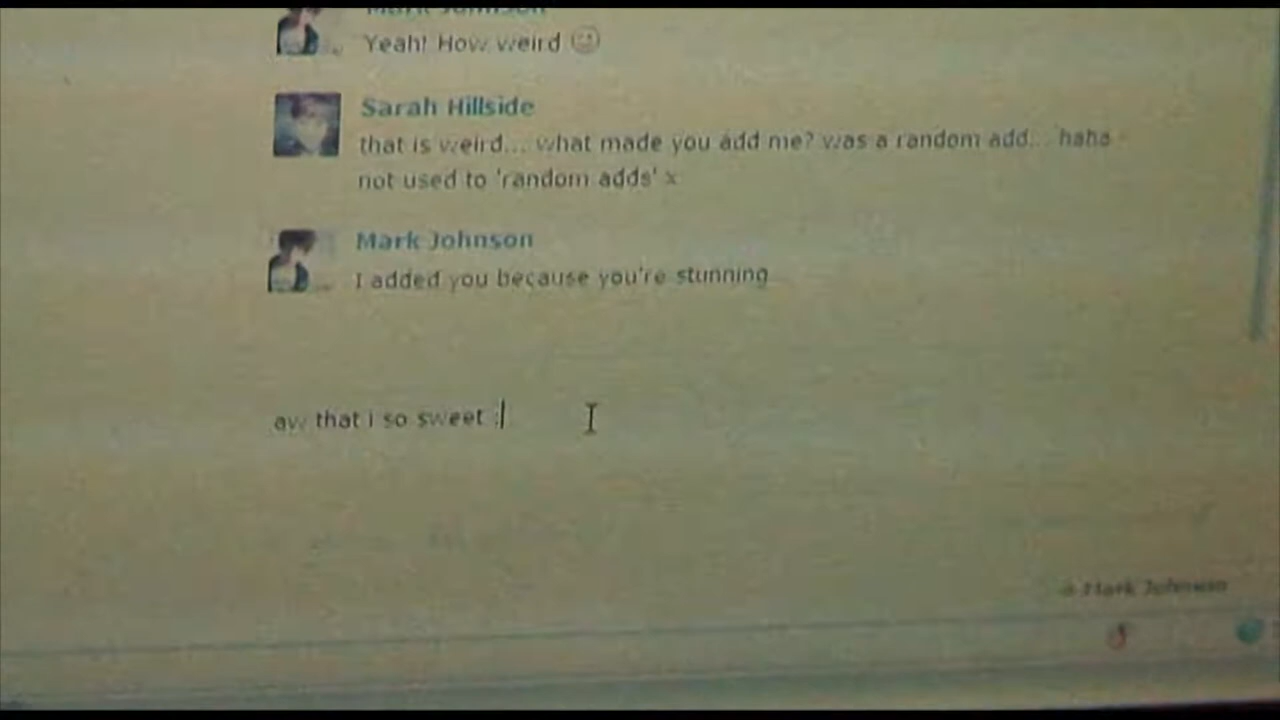 Mark Johnson
Yeah! How weird
Sarah Hillside
that is weird... what made you add me? was a random add... haha
not used to 'random adds' x
Mark Johnson
I added you because you're stunning
aw that i so sweet :
Mark Johnson